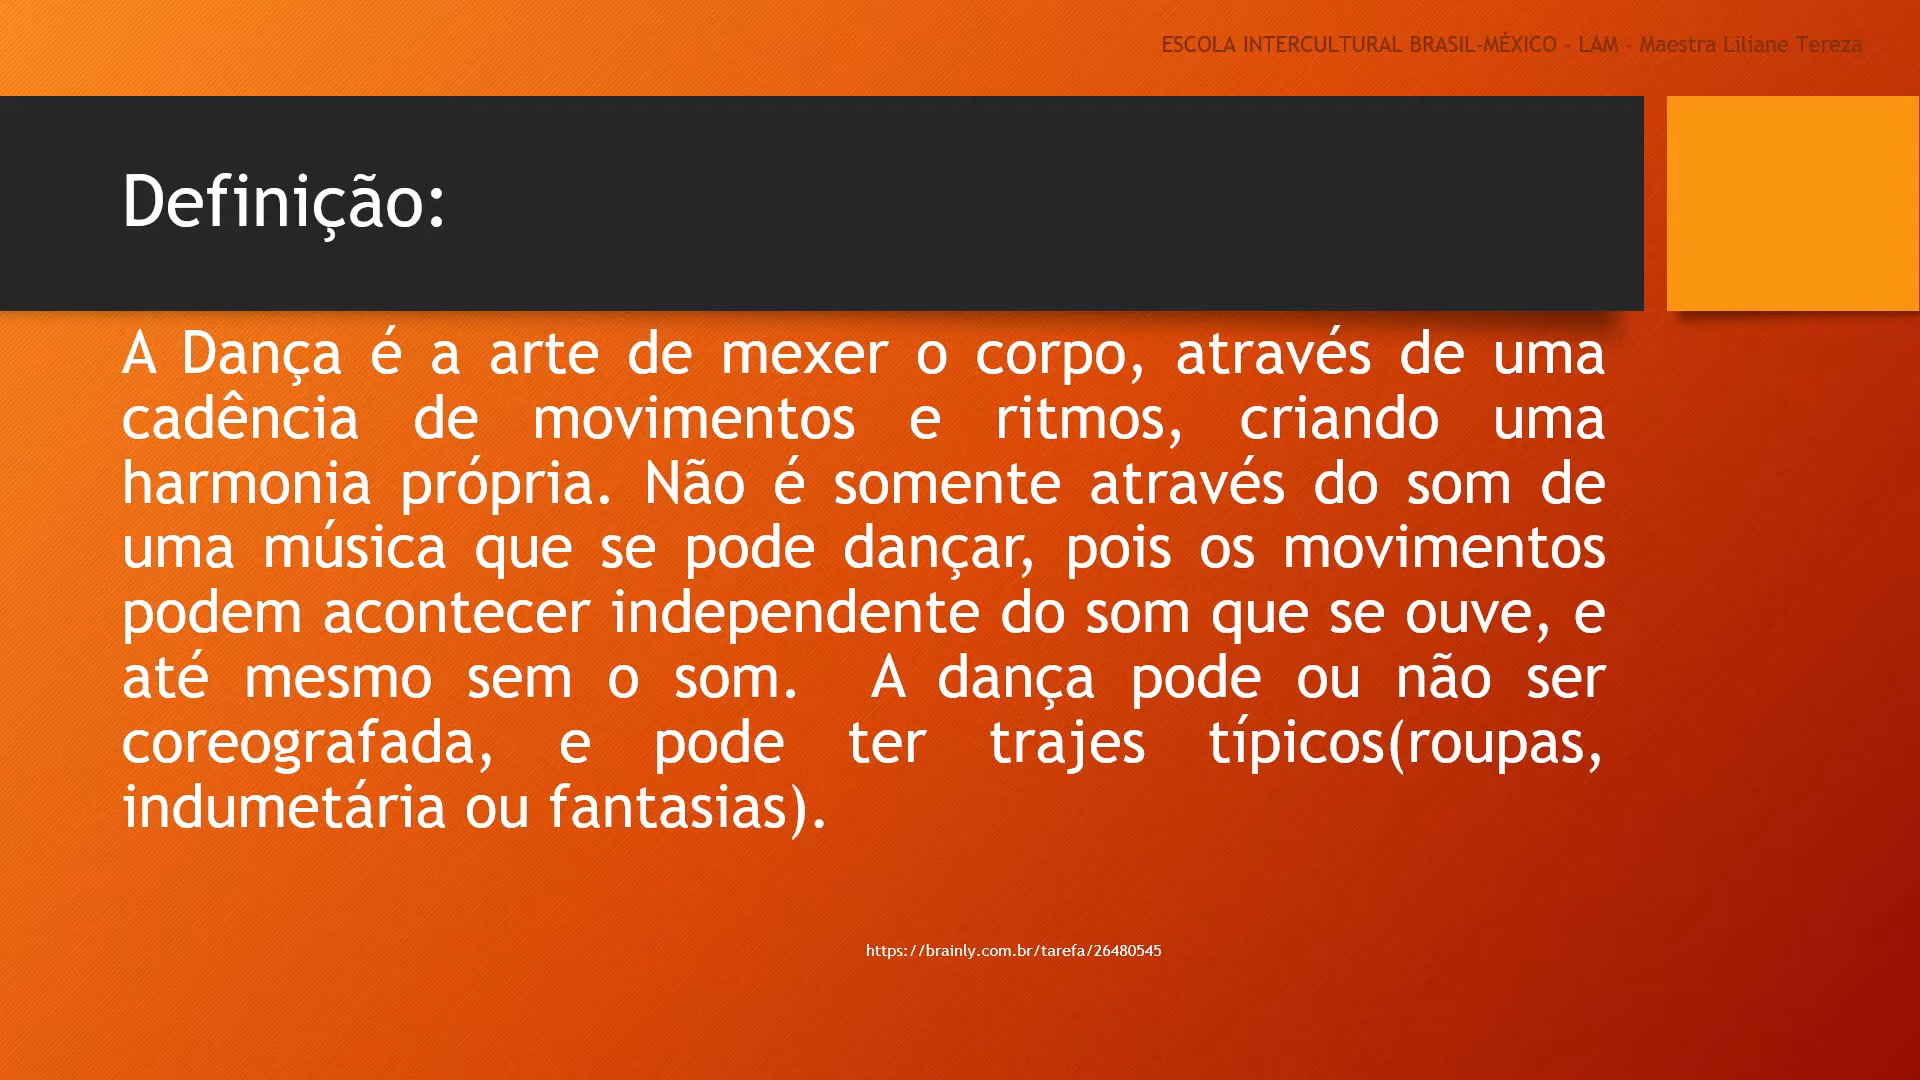 ESCOLA INTERCULTURAL BRASIL-MÉXICO - LAM - Maestra Liliane Tereza
Definição:
A Dança é a arte de mexer o corpo, através de uma
cadência de movimentos e ritmos, criando uma
harmonia própria. Não é somente através do som de
uma música que se pode dançar, pois os movimentos
podem acontecer independente do som que se ouve, e
até mesmo sem o som. A dança pode ou não ser
coreografada, e pode ter trajes típicos(roupas,
indumetária ou fantasias).
https://brainly.com.br/tarefa/26480545